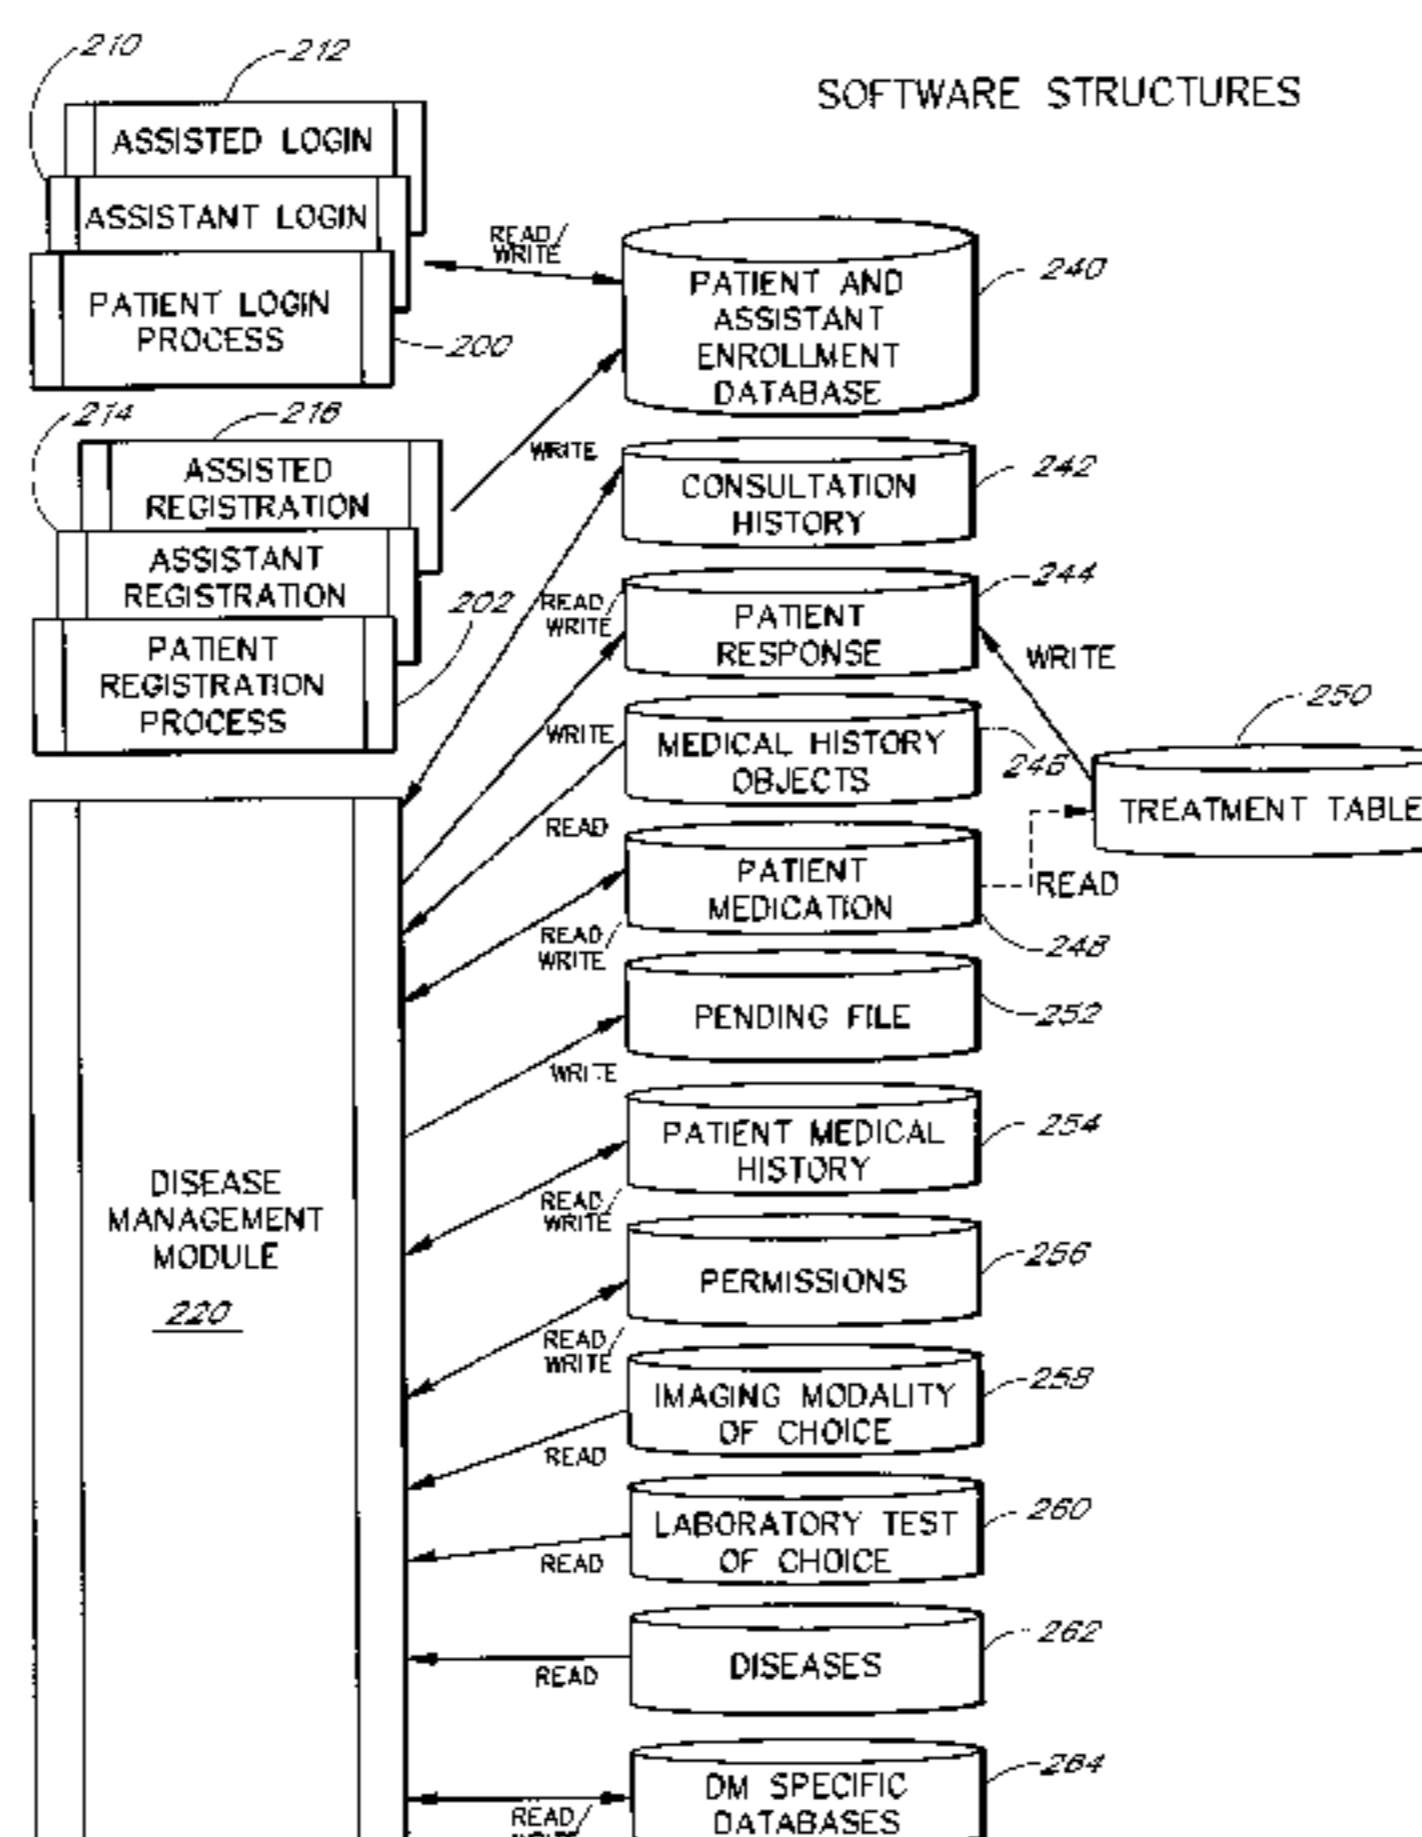 210
212
SOFTWARE STRUCTURES
ASSISTED LOGIN
ASSISTANT LOGIN
PATIENT LOGIN
PROCESS
200
READ/
WRITE
PATIENT AND
ASSISTANT
ENROLLMENT
DATABASE
240
214
216
ASSISTED
REGISTRATION
ASSISTANT
REGISTRATION
PATIENT
REGISTRATION
PROCESS
202
WRITE
CONSULTATION
HISTORY
242
READ/
WRITE
PATIENT
RESPONSE
244
WRITE
WRITE
MEDICAL HISTORY
OBJECTS
246
250
TREATMENT TABLE
READ
PATIENT
MEDICATION
READ
248
READ/
WRITE
PENDING FILE
252
WRITE
PATIENT MEDICAL
HISTORY
254
READ/
WRITE
DISEASE
MANAGEMENT
MODULE
220
PERMISSIONS
256
READ/
WRITE
IMAGING MODALITY
OF CHOICE
258
READ
LABORATORY TEST
OF CHOICE
260
READ
DISEASES
262
READ
DM SPECIFIC
DATABASES
264
READ/